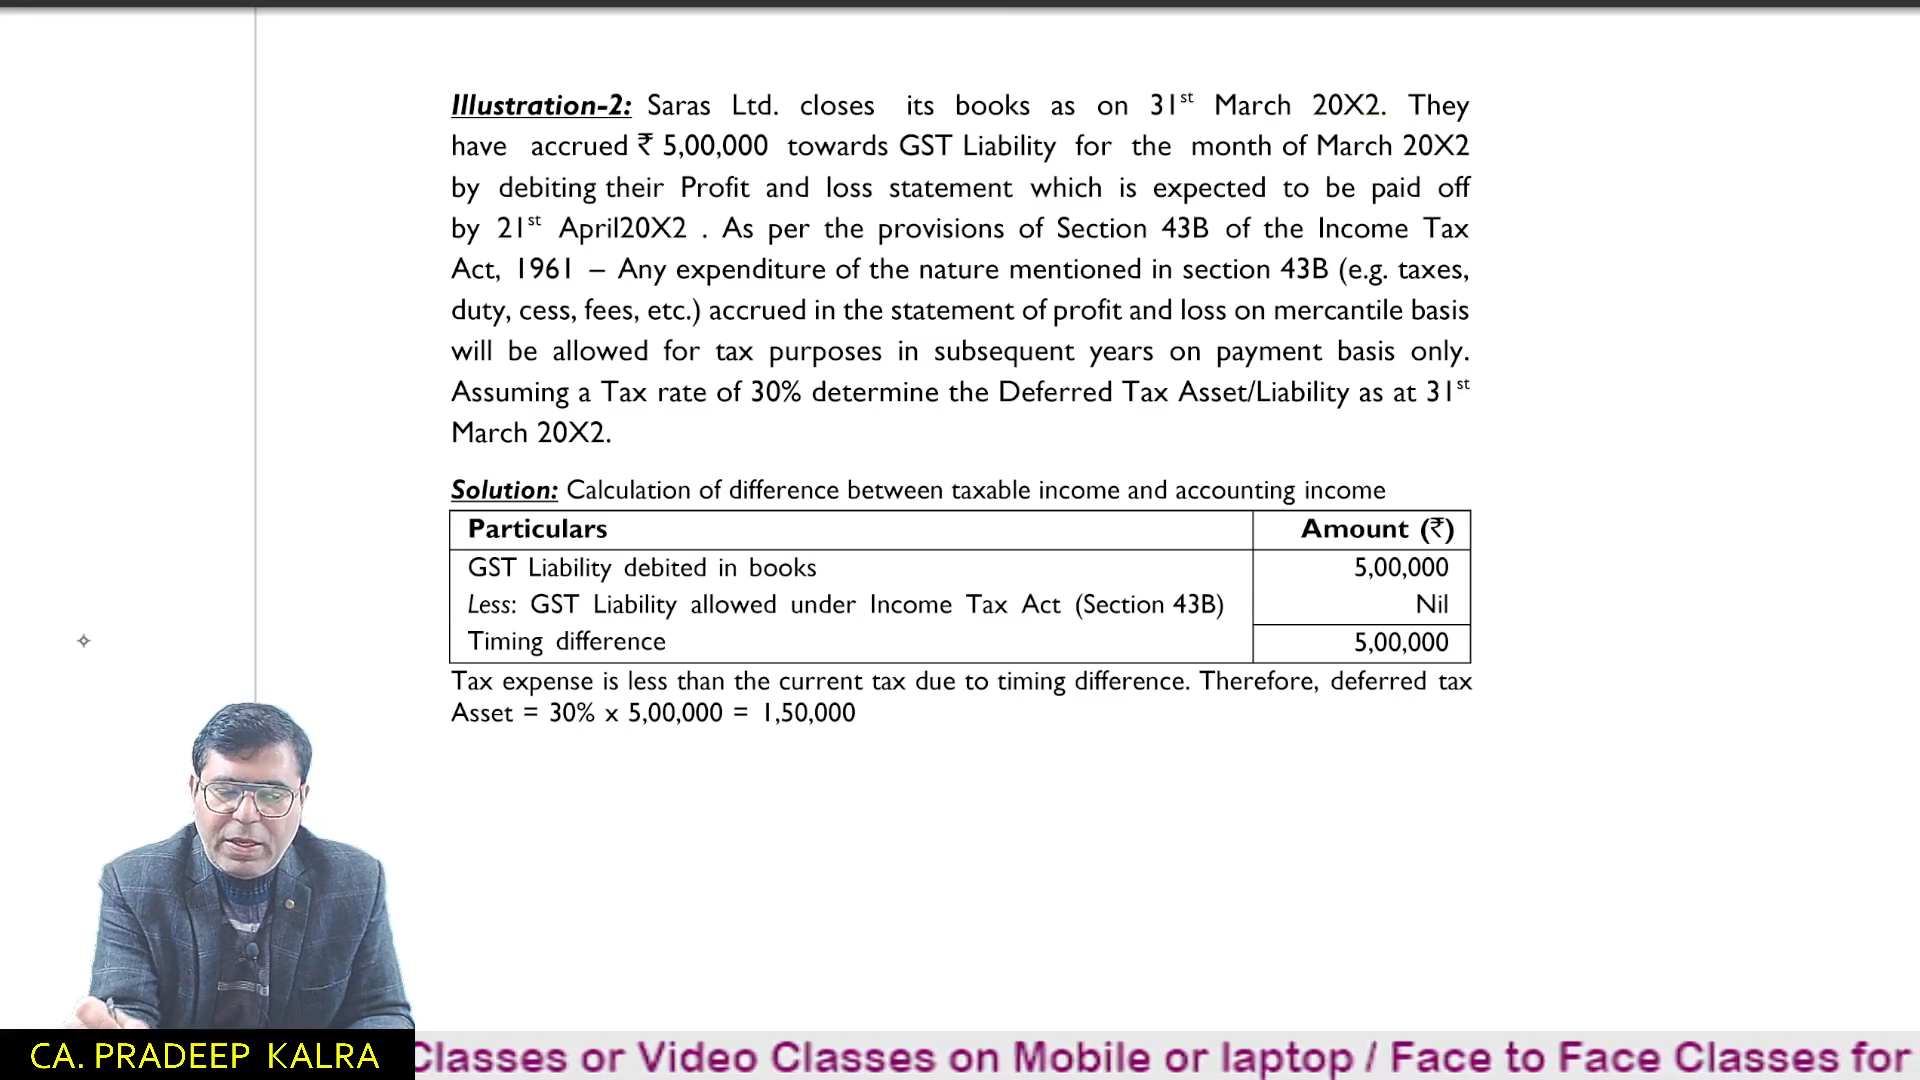 Illustration-2: Saras Ltd. closes its books as on 31st March 20X2. They
have accrued ₹ 5,00,000 towards GST Liability for the month of March 20X2
by debiting their Profit and loss statement which is expected to be paid off
by 21st April20X2 . As per the provisions of Section 43B of the Income Tax
Act, 1961 – Any expenditure of the nature mentioned in section 43B (e.g. taxes,
duty, cess, fees, etc.) accrued in the statement of profit and loss on mercantile basis
will be allowed for tax purposes in subsequent years on payment basis only.
Assuming a Tax rate of 30% determine the Deferred Tax Asset/Liability as at 31st
March 20X2.
Solution: Calculation of difference between taxable income and accounting income
Particulars Amount (₹)
GST Liability debited in books 5,00,000
Less: GST Liability allowed under Income Tax Act (Section 43B) Nil
Timing difference 5,00,000
Tax expense is less than the current tax due to timing difference. Therefore, deferred tax
Asset = 30% x 5,00,000 = 1,50,000
CA. PRADEEP KALRA
Classes or Video Classes on Mobile or laptop / Face to Face Classes for